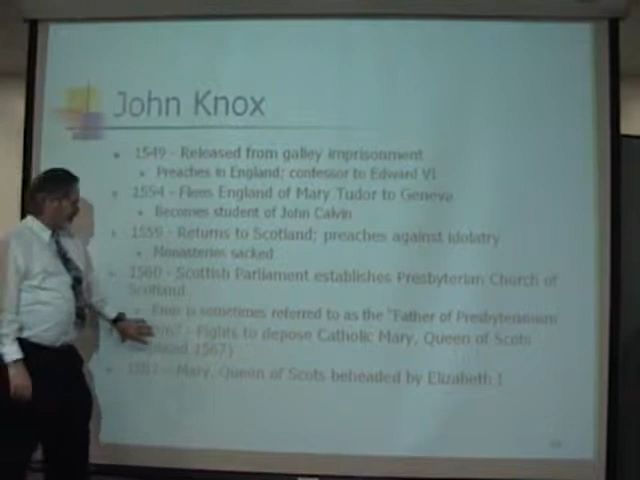 John Knox
1549 - Released from galley imprisonment
Preaches in England; confessor to Edward VI
1554 - Flees England of Mary Tudor to Geneva
Becomes student of John Calvin
1559 - Returns to Scotland; preaches against idolatry
Monasteries sacked
1560 - Scottish Parliament establishes Presbyterian Church of
Scotland
Knox is sometimes referred to as the "Father of Presbyterianism
- Fights to depose Catholic Mary, Queen of Scots
1567)
Mary, Queen of Scots beheaded by Elizabeth I